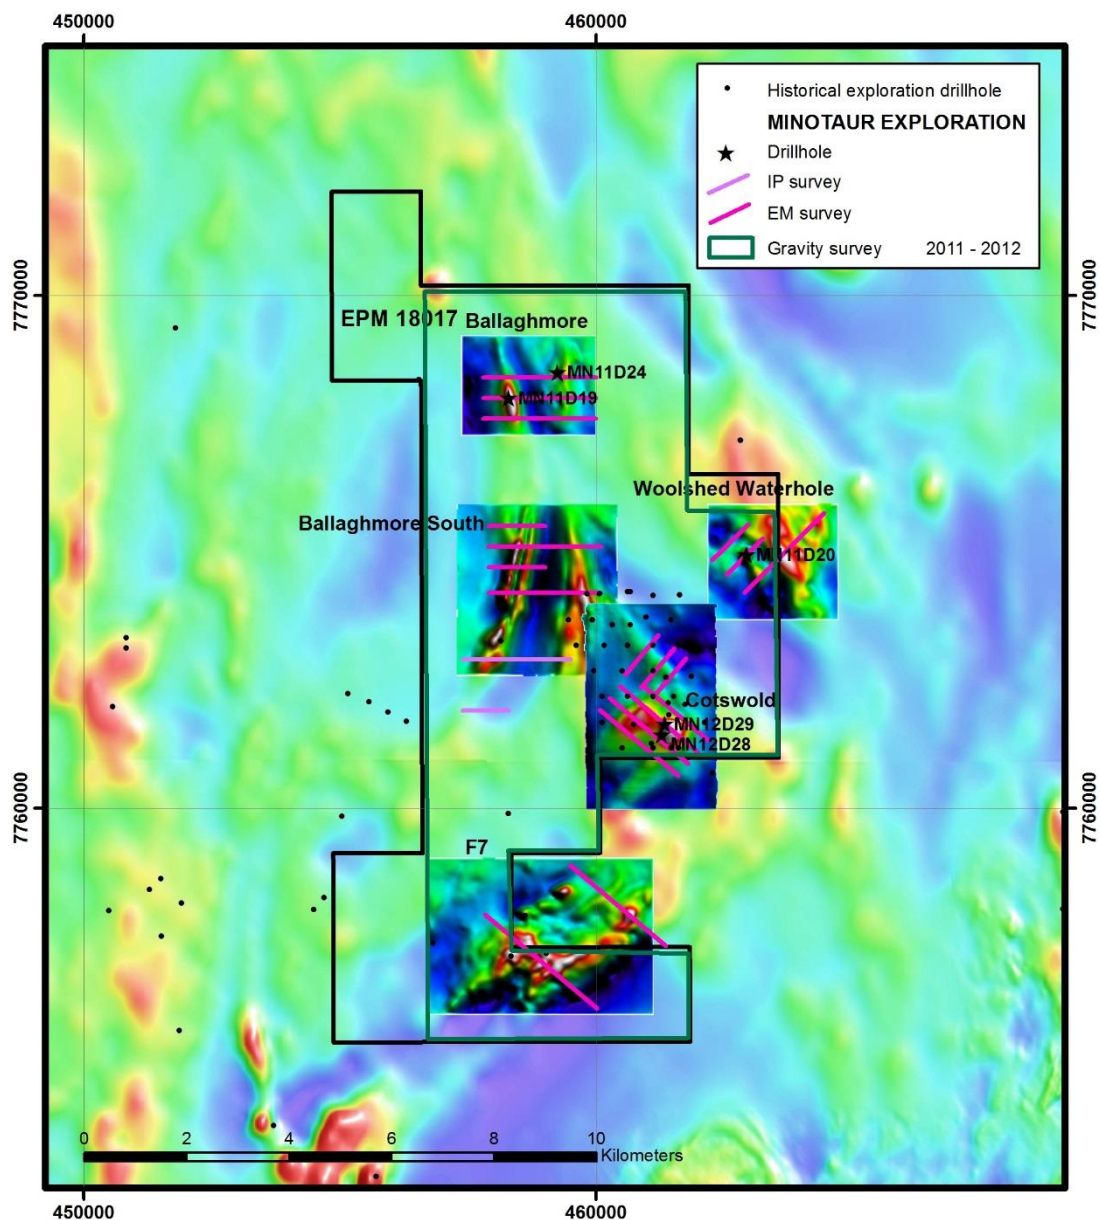 450000
460000
Historical exploration drillhole
MINOTAUR EXPLORATION
Drillhole
IP survey
EM survey
Gravity survey 2011 - 2012
7770000
7770000
EPM 18017
Ballaghmore
MN11D24
MN11D19
Woolshed Waterhole
Ballaghmore South
MN11D20
Cotswold
MN12D29
MN12D28
7760000
7760000
F7
0 2 4 6 8 10
Kilometers
450000
460000